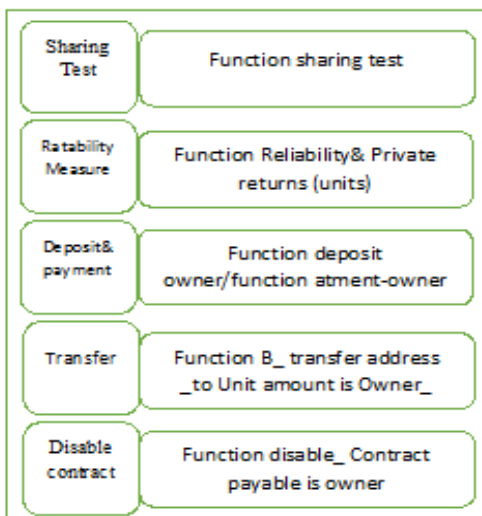 Sharing
Test
Function sharing test
Ratability
Measure
Function Reliability& Private
returns (units)
Deposit&
payment
Function deposit
owner/function atment-owner
Transfer
Function B_ transfer address
_to Unit amount is Owner_
Disable
contract
Function disable_ Contract
payable is owner